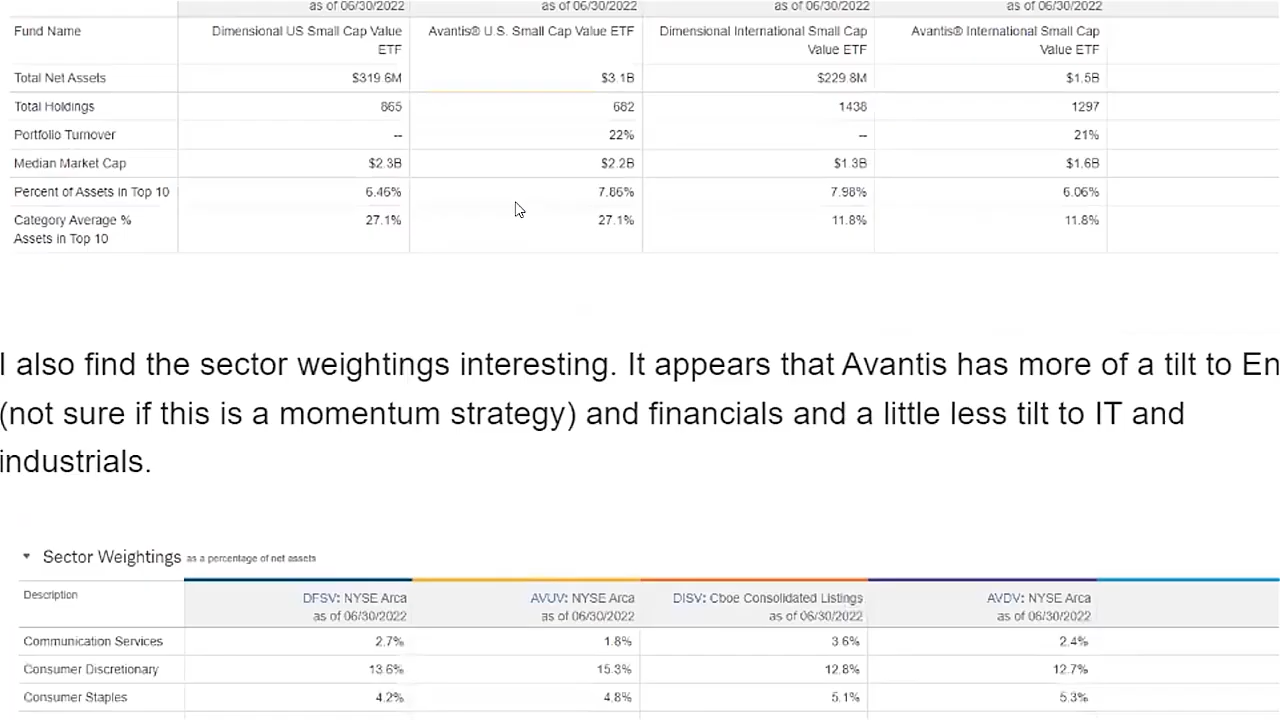 as of 06/30/2022 as of 06/30/2022 as of 06/30/2022 as of 06/30/2022
Fund Name Dimensional US Small Cap Value Avantis® U.S. Small Cap Value ETF Dimensional International Small Cap Avantis® International Small Cap
ETF Value ETF Value ETF
Total Net Assets $319.6M $3.1B $229.8M $1.5B
Total Holdings 865 682 1438 1297
Portfolio Turnover -- 22% -- 21%
Median Market Cap $2.3B $2.2B $1.3B $1.6B
Percent of Assets in Top 10 6.46% 7.86% 7.98% 6.06%
Category Average % 27.1% 27.1% 11.8% 11.8%
Assets in Top 10
I also find the sector weightings interesting. It appears that Avantis has more of a tilt to En
(not sure if this is a momentum strategy) and financials and a little less tilt to IT and
industrials.
Sector Weightings as a percentage of net assets
Description DFSV: NYSE Arca AVUV: NYSE Arca DISV: Cboe Consolidated Listings AVDV: NYSE Arca
as of 06/30/2022 as of 06/30/2022 as of 06/30/2022 as of 06/30/2022
Communication Services 2.7% 1.8% 3.6% 2.4%
Consumer Discretionary 13.6% 15.3% 12.8% 12.7%
Consumer Staples 4.2% 4.8% 5.1% 5.3%